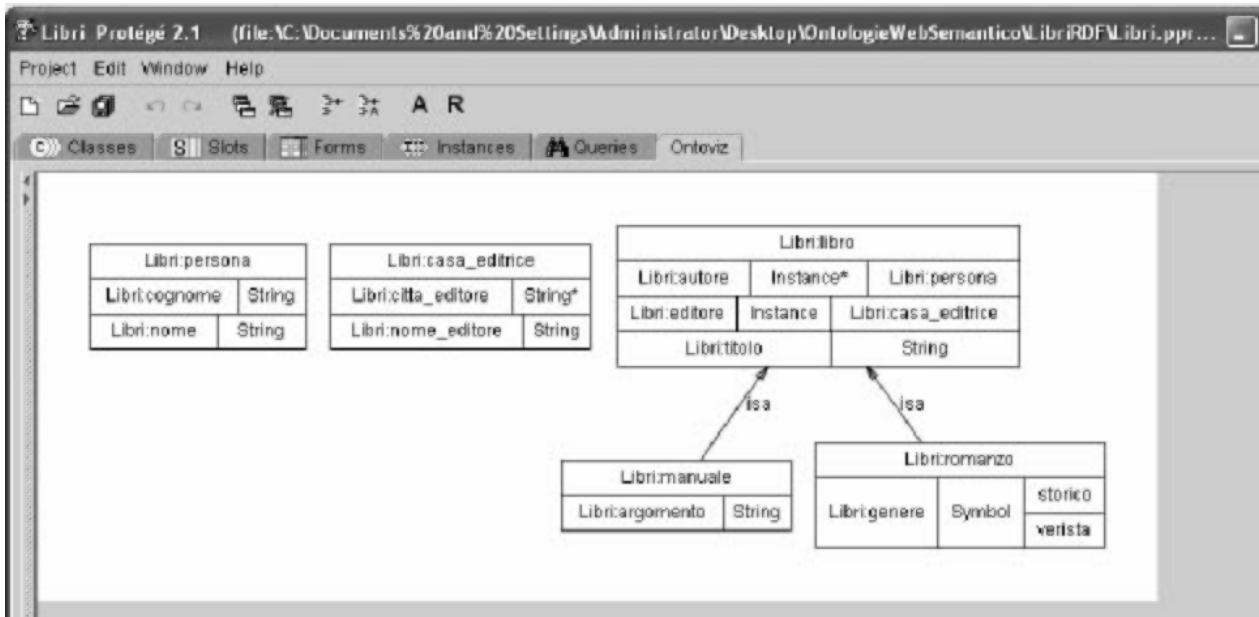 Libri Protégé 2.1 (file:\C:\Documents%20and%20Settings\Administrator\Desktop\OntologieWebSemantico\LibriRDF\Libri.ppr...
Project Edit Window Help
A R
C Classes S Slots Forms Instances Queries Ontoviz
Libri:persona
Libri:cognome String
Libri:nome String
Libri:casa_editrice
Libri:citta_editore String*
Libri:nome_editore String
Libri:libro
Libri:autore Instance* Libri:persona
Libri:editore Instance Libri:casa_editrice
Libri:titolo String
isa
isa
Libri:manuale
Libri:argomento String
Libri:romanzo
Libri:genere Symbol storico
verista